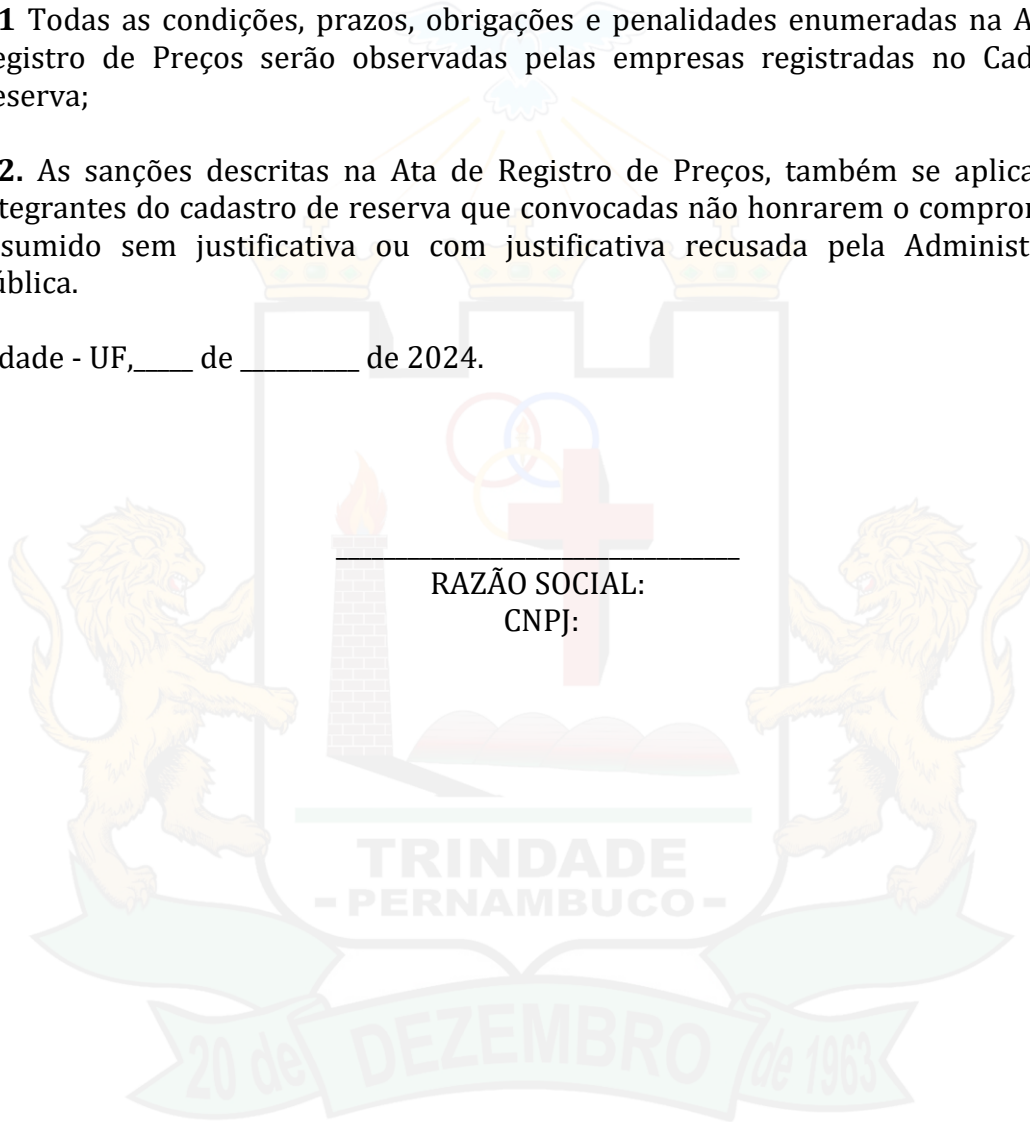 1 Todas as condições, prazos, obrigações e penalidades enumeradas na A
egistro de Preços serão observadas pelas empresas registradas no Cad
eserva;
2. As sanções descritas na Ata de Registro de Preços, também se aplica
tegrantes do cadastro de reserva que convocadas não honrarem o compro
sumido sem justificativa ou com justificativa recusada pela Administ
ública.
dade - UF,_____ de __________ de 2024.
__________________________________
RAZÃO SOCIAL:
CNPJ:
TRINDADE
- PERNAMBUCO -
20 de DEZEMBRO de 1963